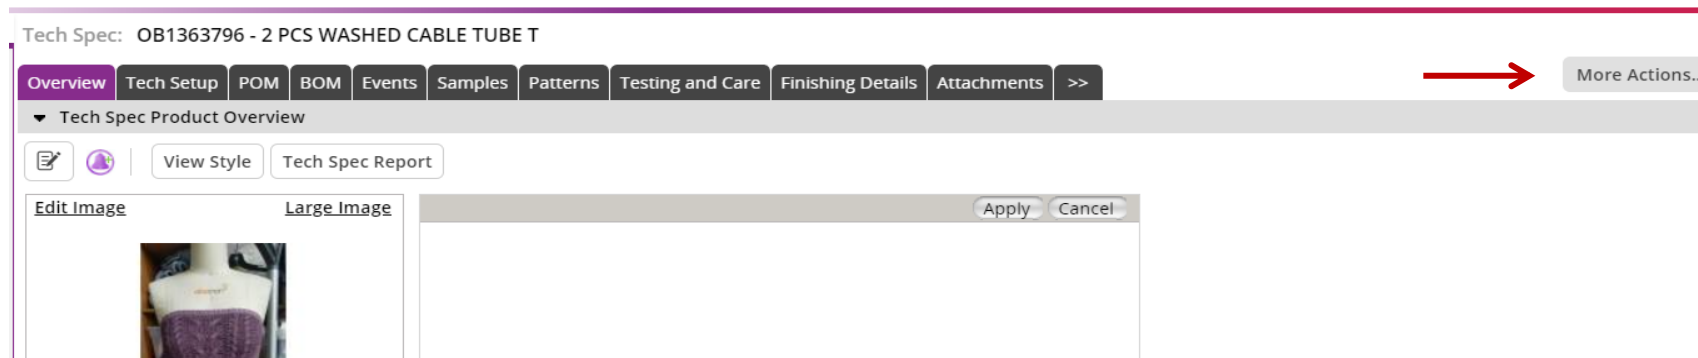 Tech Spec: OB1363796 - 2 PCS WASHED CABLE TUBE T
Overview Tech Setup POM BOM Events Samples Patterns Testing and Care Finishing Details Attachments >> More Actions..
Tech Spec Product Overview
View Style Tech Spec Report
Edit Image Large Image Apply Cancel